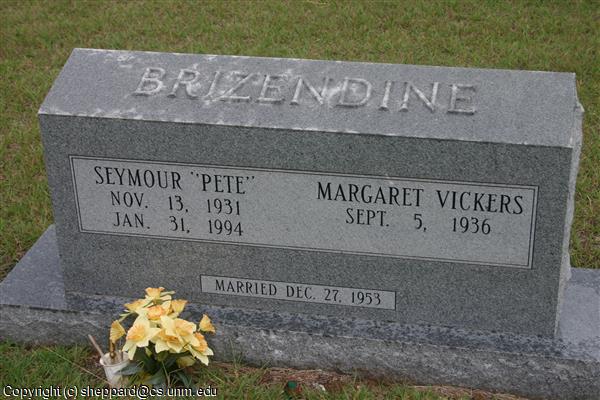 BRIZENDINE
SEYMOUR "PETE"
NOV. 13, 1931
JAN. 31, 1994
MARGARET VICKERS
SEPT. 5, 1936
MARRIED DEC. 27, 1953
Copyright (c) sheppard@cs.unm.edu